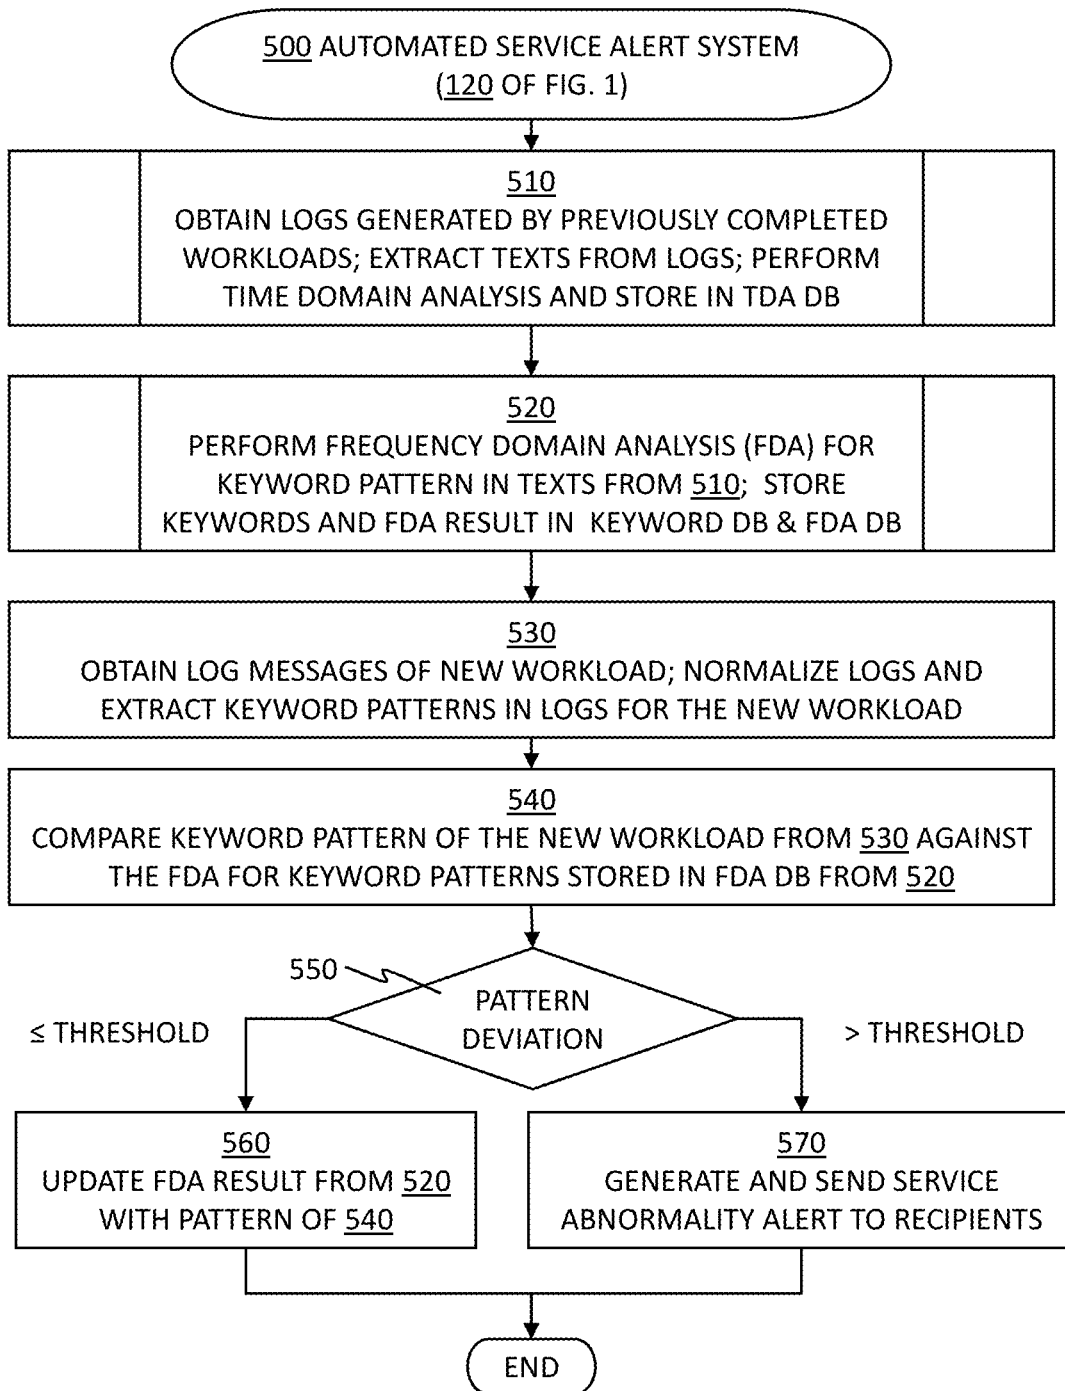 500 AUTOMATED SERVICE ALERT SYSTEM
(120 OF FIG. 1)
510
OBTAIN LOGS GENERATED BY PREVIOUSLY COMPLETED
WORKLOADS; EXTRACT TEXTS FROM LOGS; PERFORM
TIME DOMAIN ANALYSIS AND STORE IN TDA DB
520
PERFORM FREQUENCY DOMAIN ANALYSIS (FDA) FOR
KEYWORD PATTERN IN TEXTS FROM 510; STORE
KEYWORDS AND FDA RESULT IN KEYWORD DB & FDA DB
530
OBTAIN LOG MESSAGES OF NEW WORKLOAD; NORMALIZE LOGS AND
EXTRACT KEYWORD PATTERNS IN LOGS FOR THE NEW WORKLOAD
540
COMPARE KEYWORD PATTERN OF THE NEW WORKLOAD FROM 530 AGAINST
THE FDA FOR KEYWORD PATTERNS STORED IN FDA DB FROM 520
550
PATTERN
DEVIATION
≤ THRESHOLD
> THRESHOLD
560
UPDATE FDA RESULT FROM 520
WITH PATTERN OF 540
570
GENERATE AND SEND SERVICE
ABNORMALITY ALERT TO RECIPIENTS
END